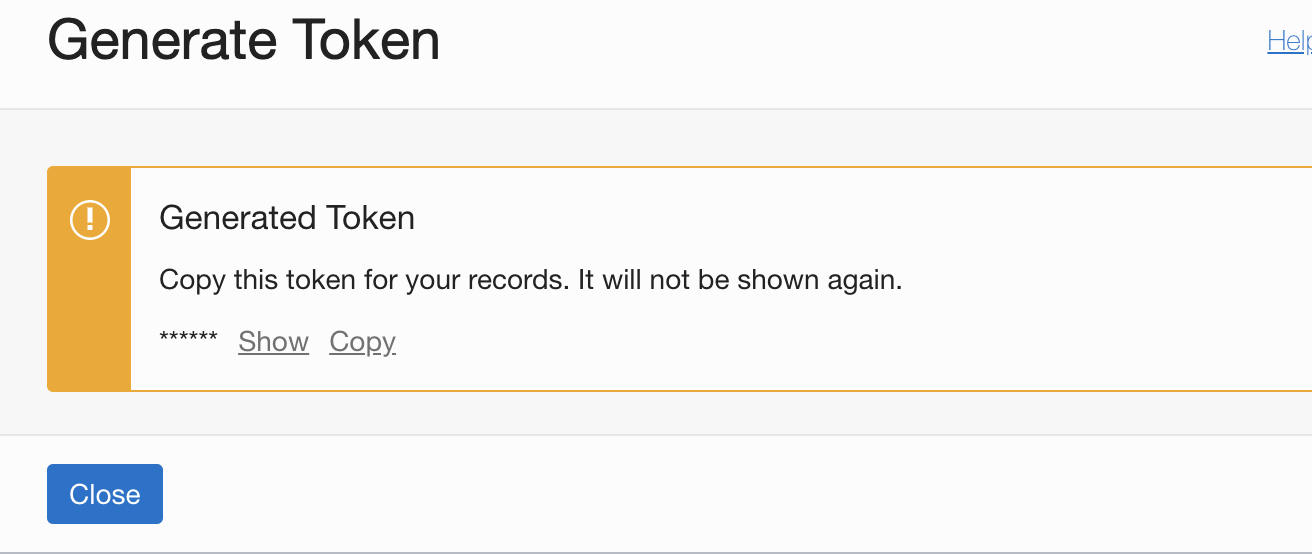 Generate Token
Help
Generated Token
Copy this token for your records. It will not be shown again.
****** Show Copy
Close